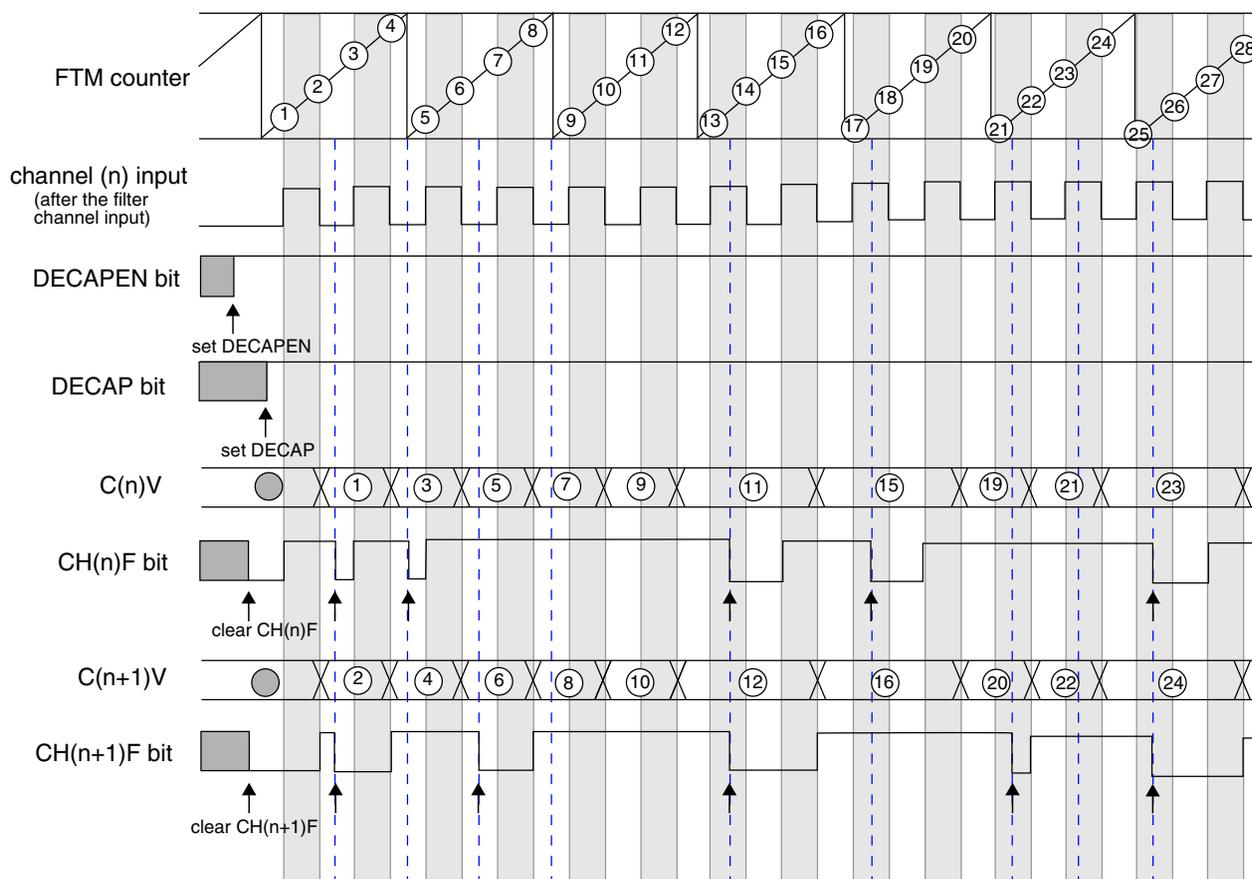 FTM counter
1 2 3 4 5 6 7 8 9 10 11 12 13 14 15 16 17 18 19 20 21 22 23 24 25 26 27 28
channel (n) input
(after the filter
channel input)
DECAPEN bit
set DECAPEN
DECAP bit
set DECAP
C(n)V
1 3 5 7 9 11 15 19 21 23
CH(n)F bit
clear CH(n)F
C(n+1)V
2 4 6 8 10 12 16 20 22 24
CH(n+1)F bit
clear CH(n+1)F